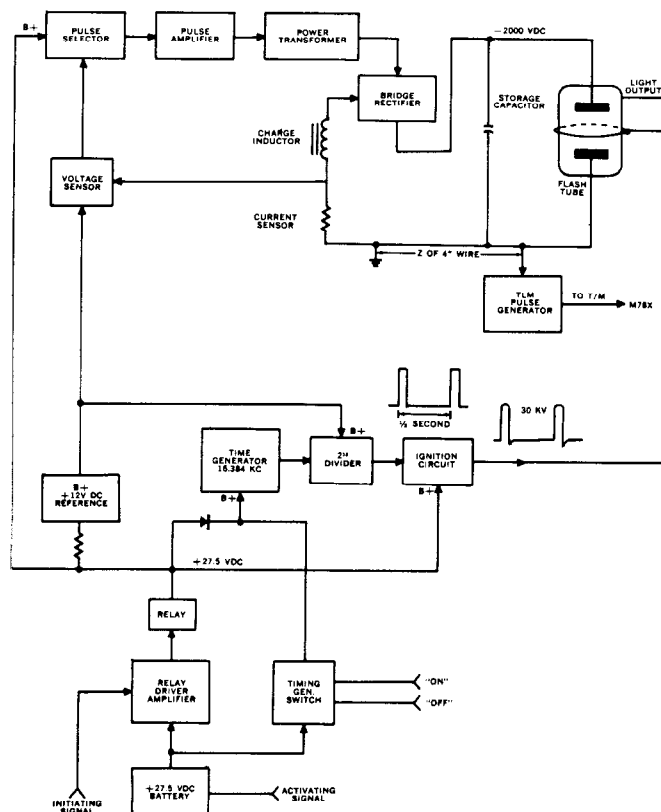 B+
PULSE
SELECTOR
PULSE
AMPLIFIER
POWER
TRANSFORMER
−2000 VDC
BRIDGE
RECTIFIER
STORAGE
CAPACITOR
LIGHT
OUTPUT
CHARGE
INDUCTOR
VOLTAGE
SENSOR
FLASH
TUBE
CURRENT
SENSOR
Z OF 4" WIRE
TLM
PULSE
GENERATOR
TO T/M
M78X
½ SECOND
30 KV
B+
TIME
GENERATOR
16.384 KC
2¹⁴
DIVIDER
IGNITION
CIRCUIT
B+
B+
B+
+12V DC
REFERENCE
+27.5 VDC
RELAY
RELAY
DRIVER
AMPLIFIER
TIMING
GEN.
SWITCH
"ON"
"OFF"
+27.5 VDC
BATTERY
INITIATING
SIGNAL
ACTIVATING
SIGNAL